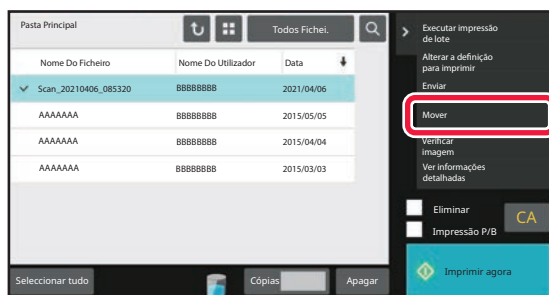 Pasta Principal
Todos Fichei.
Nome Do Ficheiro Nome Do Utilizador Data
Scan_20210406_085320 BBBBBBBB 2021/04/06
AAAAAAA BBBBBBBB 2015/05/05
AAAAAAA BBBBBBBB 2015/04/04
AAAAAAA BBBBBBBB 2015/03/03
Seleccionar tudo Cópias Apagar
Executar impressão
de lote
Alterar a definição
para imprimir
Enviar
Mover
Verificar
imagem
Ver informações
detalhadas
Eliminar
Impressão P/B
CA
Imprimir agora